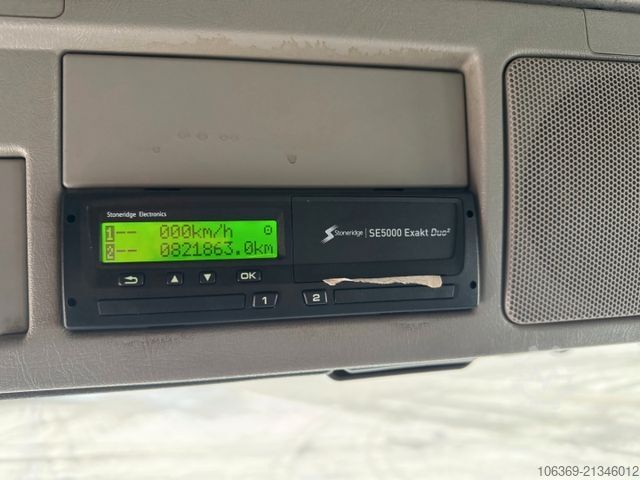 Stoneridge Electronics
1-- 000km/h
2-- 0821863.0km
Stoneridge | SE5000 Exakt Duo²
OK
1 2
106369-21346012